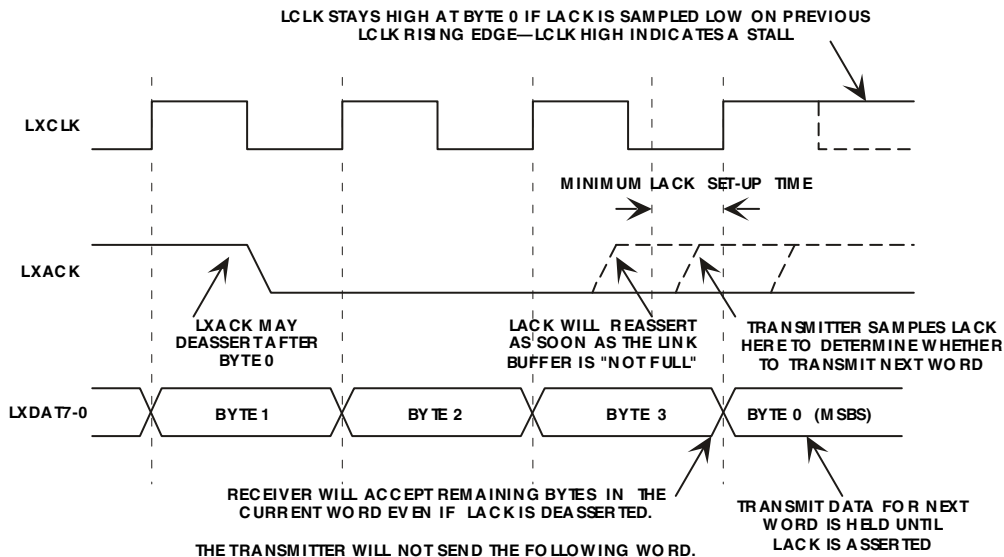 LCLK STAYS HIGH AT BYTE 0 IF LACK IS SAMPLED LOW ON PREVIOUS
LCLK RISING EDGE—LCLK HIGH INDICATES A STALL
LXCLK
MINIMUM LACK SET-UP TIME
LXACK
LXACK MAY
DEASSERT AFTER
BYTE 0
LACK WILL REASSERT
AS SOON AS THE LINK
BUFFER IS "NOT FULL"
TRANSMITTER SAMPLES LACK
HERE TO DETERMINE WHETHER
TO TRANSMIT NEXT WORD
LXDAT7-0
BYTE 1
BYTE 2
BYTE 3
BYTE 0 (MSBS)
RECEIVER WILL ACCEPT REMAINING BYTES IN THE
CURRENT WORD EVEN IF LACK IS DEASSERTED.
THE TRANSMITTER WILL NOT SEND THE FOLLOWING WORD.
TRANSMIT DATA FOR NEXT
WORD IS HELD UNTIL
LACK IS ASSERTED